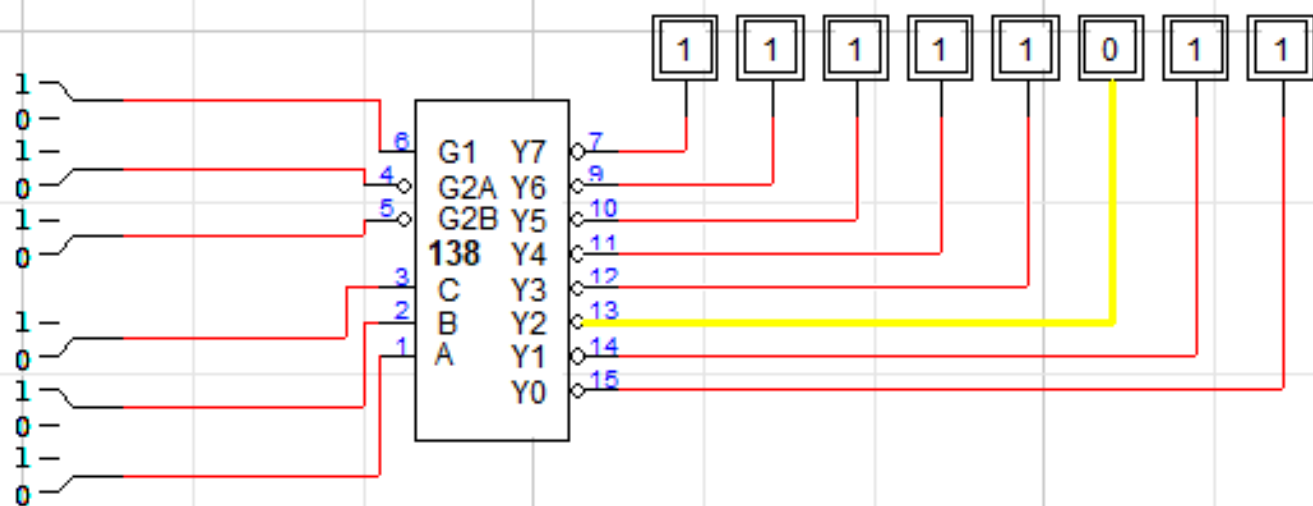 1 1 1 1 1 0 1 1
1
0
1 6 G1 Y7 7
0 4 G2A Y6 9
1 5 G2B Y5 10
0 138 Y4 11
3 C Y3 12
1 2 B Y2 13
0 1 A Y1 14
1 Y0 15
0
1
0